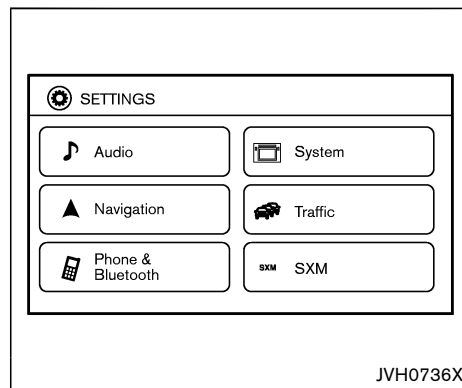 SETTINGS
Audio
System
Navigation
Traffic
Phone &
Bluetooth
SXM SXM
JVH0736X